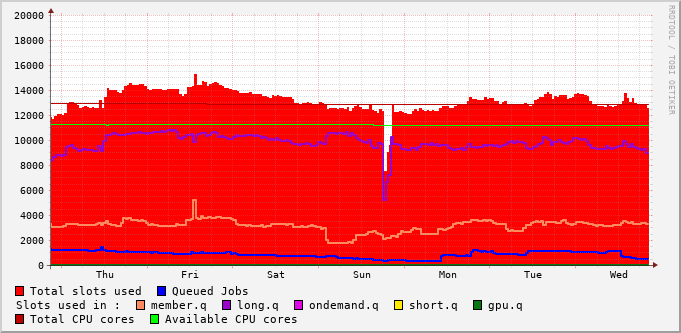 20000
18000
16000
14000
12000
10000
8000
6000
4000
2000
0
Thu Fri Sat Sun Mon Tue Wed
RRDTOOL / TOBI OETIKER
Total slots used Queued Jobs
Slots used in : member.q long.q ondemand.q short.q gpu.q
Total CPU cores Available CPU cores